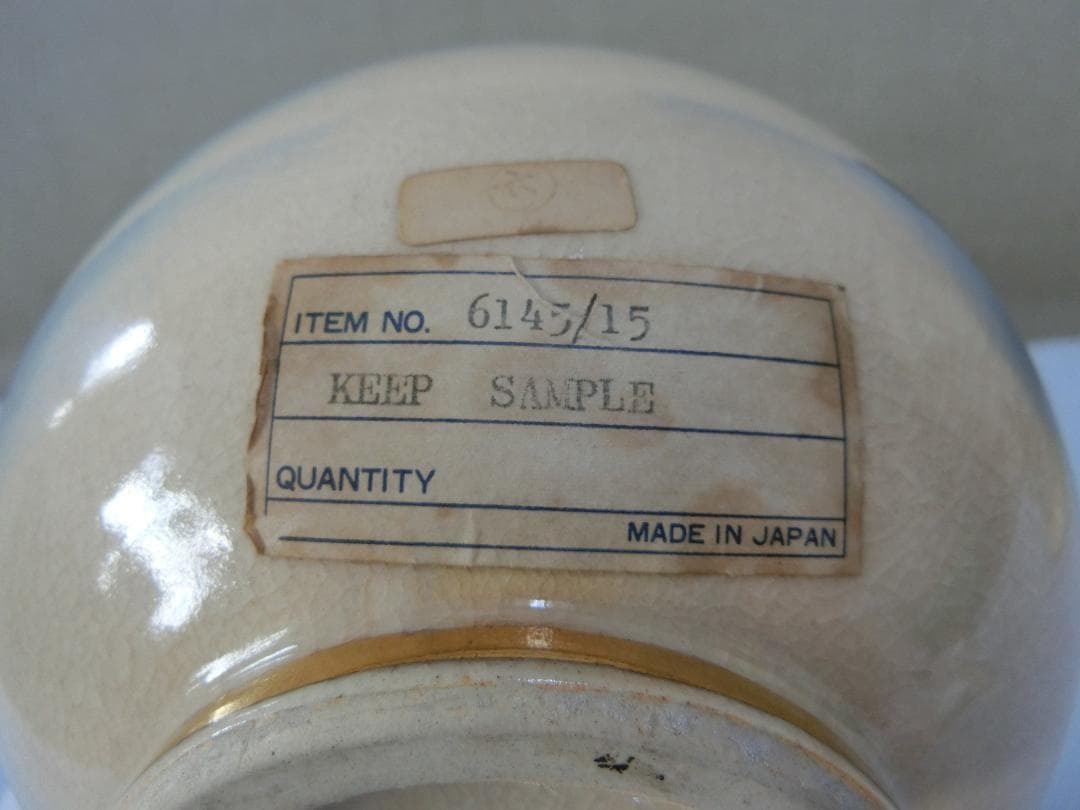 ITEM NO. 6145/15
KEEP SAMPLE
QUANTITY
MADE IN JAPAN